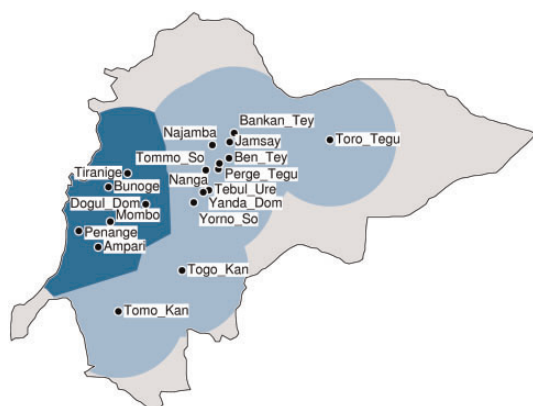 Bankan_Tey
Najamba
Jamsay
Toro_Tegu
Tommo_So
Ben_Tey
Tiranige
Nanga
Perge_Tegu
Bunoge
Tebul_Ure
Dogul_Dom
Yanda_Dom
Mombo
Yorno_So
Penange
Ampari
Togo_Kan
Tomo_Kan